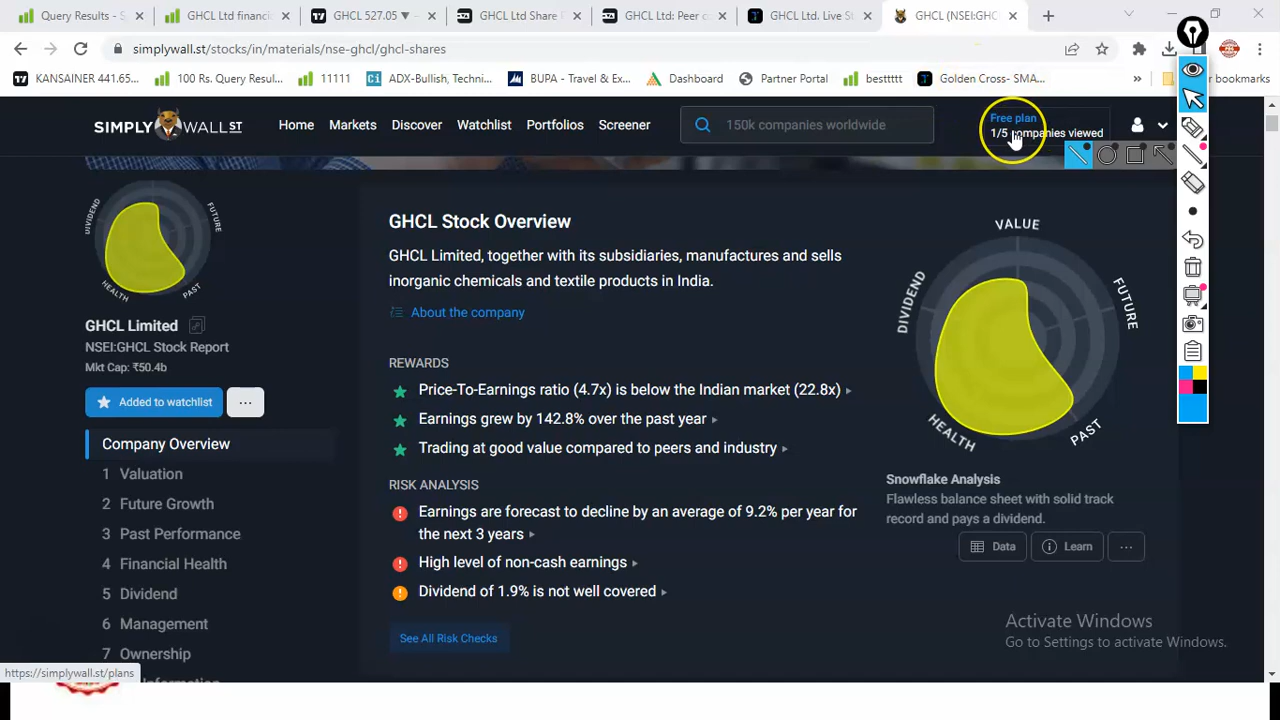 Query Results -
GHCL Ltd financi
GHCL 527.05 ▼
GHCL Ltd Share P
GHCL Ltd: Peer c
GHCL Ltd. Live St
GHCL (NSEI:GHC
simplywall.st/stocks/in/materials/nse-ghcl/ghcl-shares
KANSAINER 441.65...
100 Rs. Query Resul...
11111
ADX-Bullish, Techni...
BUPA - Travel & Ex...
Dashboard
Partner Portal
besttttt
Golden Cross- SMA...
»
bookmarks
SIMPLY WALL ST
Home
Markets
Discover
Watchlist
Portfolios
Screener
150k companies worldwide
Free plan
1/5 companies viewed
DIVIDEND
FUTURE
HEALTH
PAST
GHCL Limited
NSEI:GHCL Stock Report
Mkt Cap: ₹50.4b
Added to watchlist
...
Company Overview
1 Valuation
2 Future Growth
3 Past Performance
4 Financial Health
5 Dividend
6 Management
7 Ownership
GHCL Stock Overview
GHCL Limited, together with its subsidiaries, manufactures and sells
inorganic chemicals and textile products in India.
About the company
REWARDS
Price-To-Earnings ratio (4.7x) is below the Indian market (22.8x)
Earnings grew by 142.8% over the past year
Trading at good value compared to peers and industry
RISK ANALYSIS
Earnings are forecast to decline by an average of 9.2% per year for
the next 3 years
High level of non-cash earnings
Dividend of 1.9% is not well covered
See All Risk Checks
VALUE
FUTURE
PAST
HEALTH
DIVIDEND
Snowflake Analysis
Flawless balance sheet with solid track
record and pays a dividend.
Data
Learn
...
Activate Windows
Go to Settings to activate Windows.
https://simplywall.st/plans